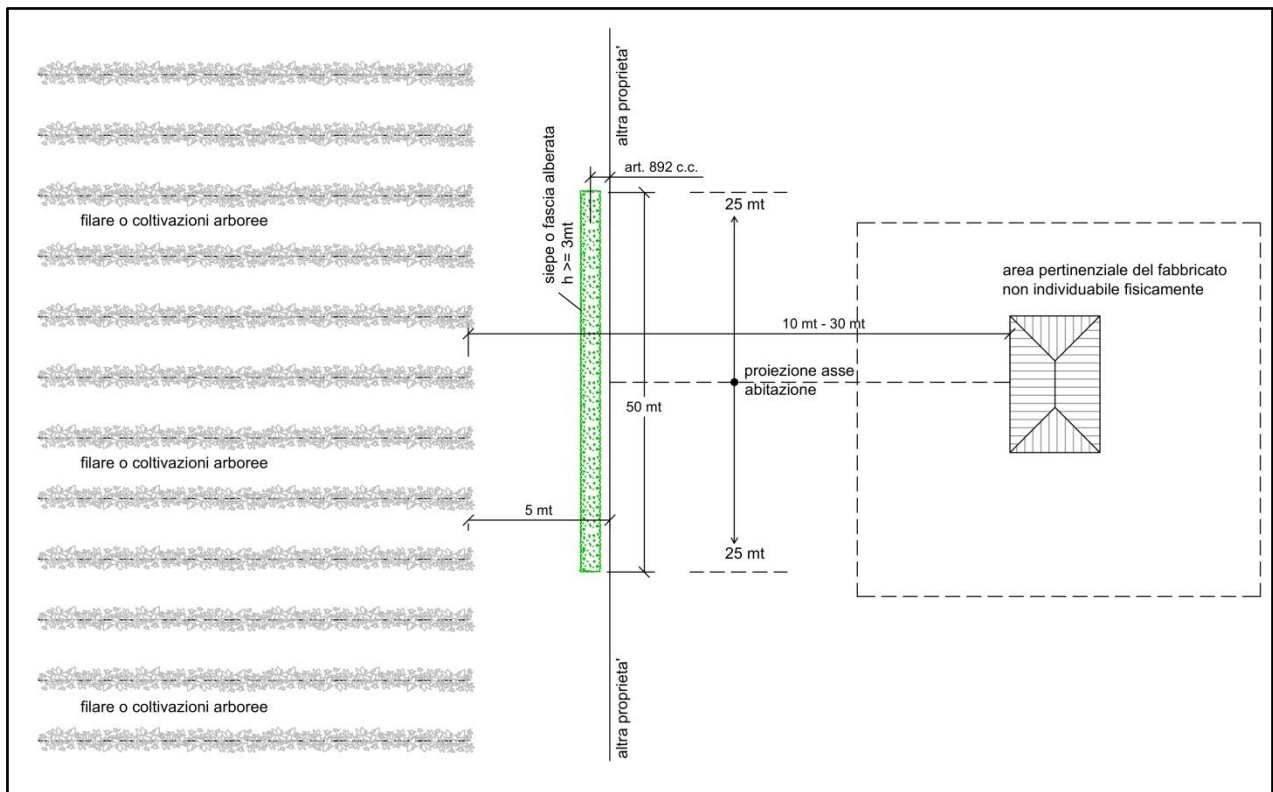 altra proprieta'
art. 892 c.c.
siepe o fascia alberata
h >= 3mt
25 mt
filare o coltivazioni arboree
area pertinenziale del fabbricato
non individuabile fisicamente
10 mt - 30 mt
proiezione asse
abitazione
50 mt
filare o coltivazioni arboree
5 mt
25 mt
altra proprieta'
filare o coltivazioni arboree